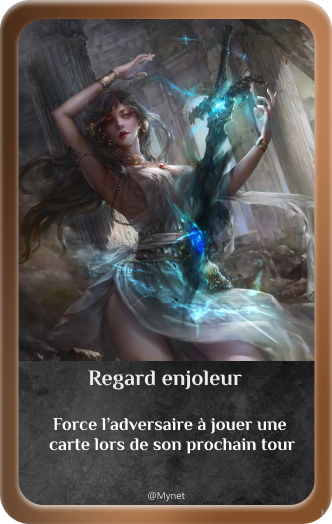 Regard enjoleur
Force l’adversaire à jouer une
carte lors de son prochain tour
@Mynet